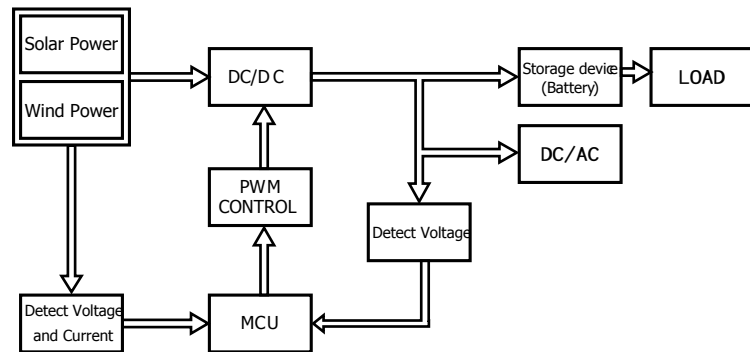 Solar Power
Wind Power
DC/DC
Storage device
(Battery)
LOAD
DC/AC
PWM
CONTROL
Detect Voltage
Detect Voltage
and Current
MCU